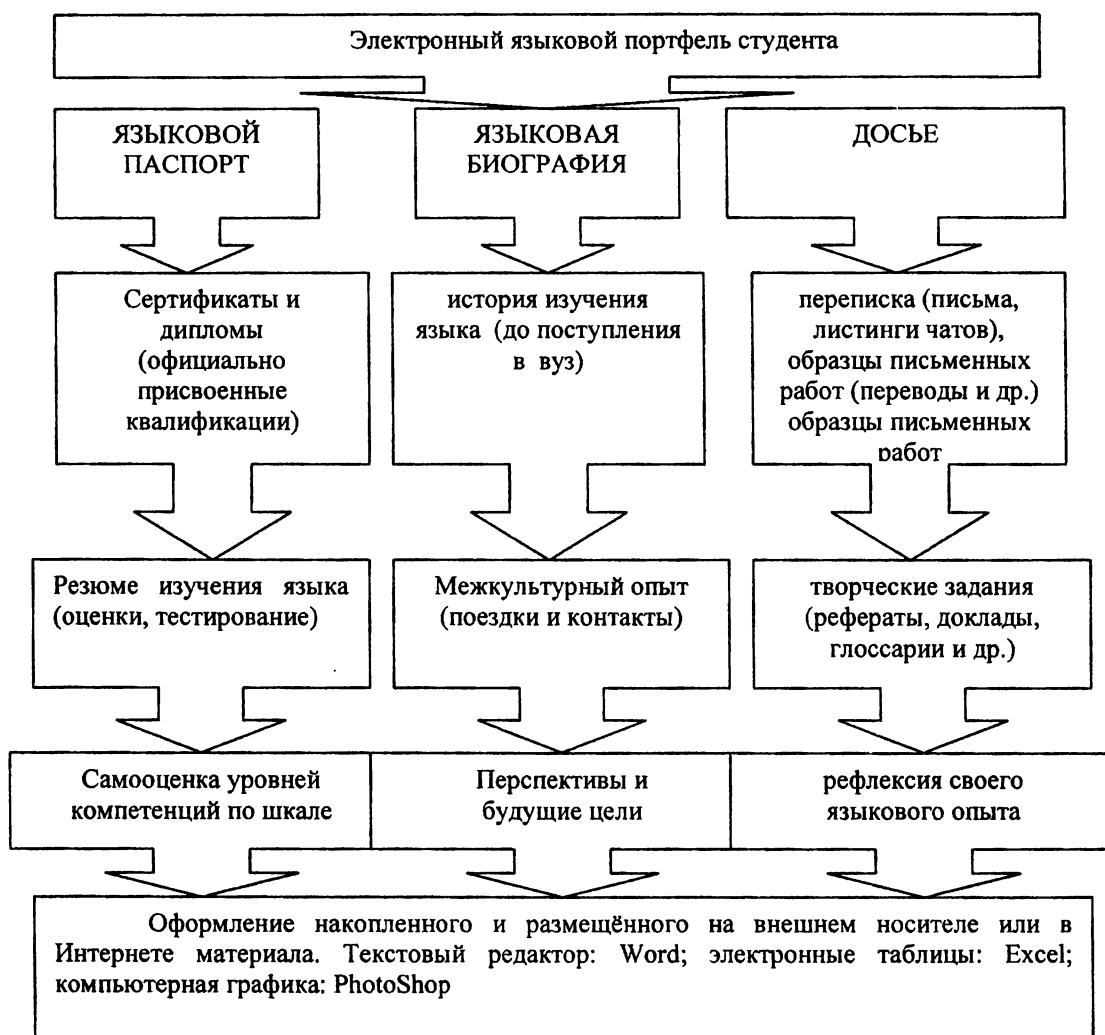 Электронный языковой портфель студента
ЯЗЫКОВОЙ
ПАСПОРТ
ЯЗЫКОВАЯ
БИОГРАФИЯ
ДОСЬЕ
Сертификаты и
дипломы
(официально
присвоенные
квалификации)
история изучения
языка (до поступления
в вуз)
переписка (письма,
листинги чатов),
образцы письменных
работ (переводы и др.)
образцы письменных
работ
Резюме изучения языка
(оценки, тестирование)
Межкультурный опыт
(поездки и контакты)
творческие задания
(рефераты, доклады,
глоссарии и др.)
Самооценка уровней
компетенций по шкале
Перспективы и
будущие цели
рефлексия своего
языкового опыта
Оформление накопленного и размещённого на внешнем носителе или в
Интернете материала. Текстовый редактор: Word; электронные таблицы: Excel;
компьютерная графика: PhotoShop